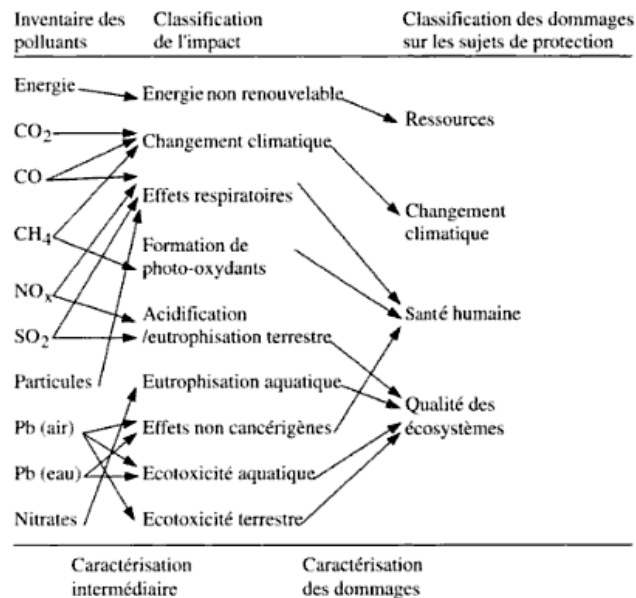 Inventaire des
polluants
Classification
de l'impact
Classification des dommages
sur les sujets de protection
Energie
CO2
CO
CH4
NOx
SO2
Particules
Pb (air)
Pb (eau)
Nitrates
Energie non renouvelable
Changement climatique
Effets respiratoires
Formation de
photo-oxydants
Acidification
/eutrophisation terrestre
Eutrophisation aquatique
Effets non cancérigènes
Ecotoxicité aquatique
Ecotoxicité terrestre
Ressources
Changement
climatique
Santé humaine
Qualité des
écosystèmes
Caractérisation
intermédiaire
Caractérisation
des dommages